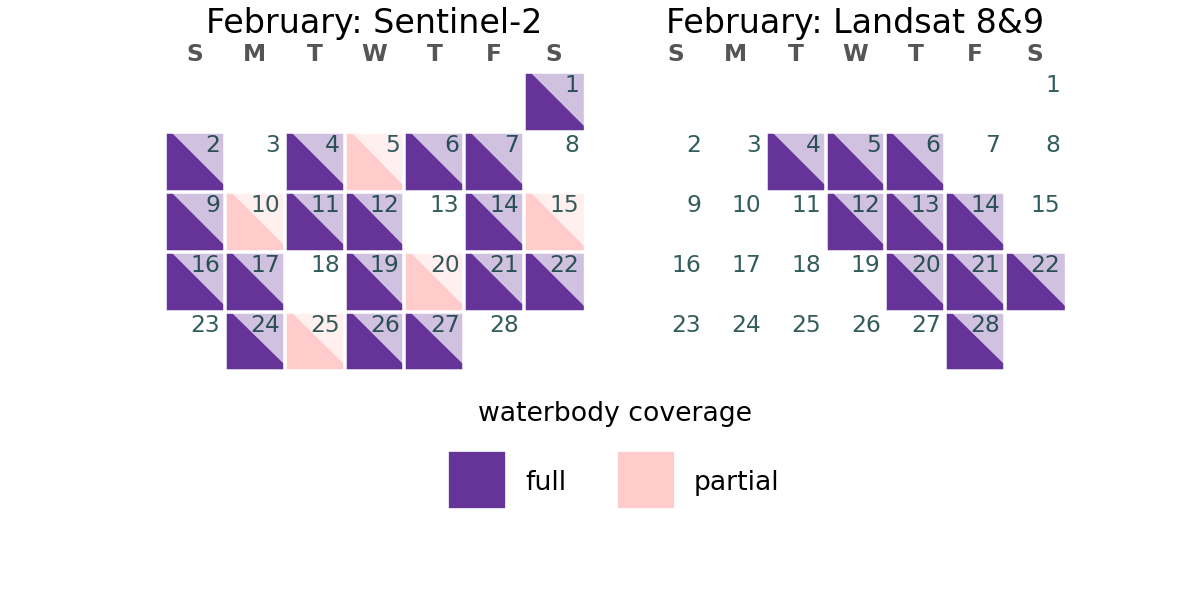 February: Sentinel-2
S M T W T F S
1
2 3 4 5 6 7 8
9 10 11 12 13 14 15
16 17 18 19 20 21 22
23 24 25 26 27 28
February: Landsat 8&9
S M T W T F S
1
2 3 4 5 6 7 8
9 10 11 12 13 14 15
16 17 18 19 20 21 22
23 24 25 26 27 28
waterbody coverage
full
partial